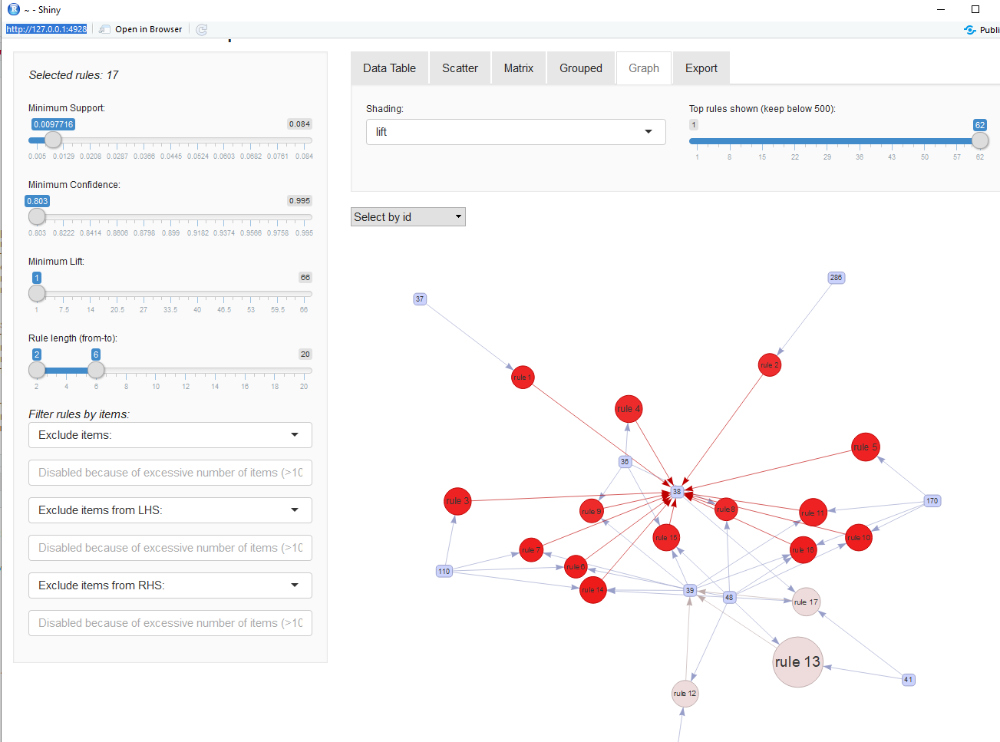 ~ - Shiny
http://127.0.0.1:4928
Open in Browser
Publi
Selected rules: 17
Minimum Support:
0.0097716
0.084
0.005 0.0129 0.0208 0.0287 0.0366 0.0445 0.0524 0.0603 0.0682 0.0761 0.084
Minimum Confidence:
0.803
0.995
0.803 0.8222 0.8414 0.8606 0.8798 0.899 0.9182 0.9374 0.9566 0.9758 0.995
Minimum Lift:
1
66
1 7.5 14 20.5 27 33.5 40 46.5 53 59.5 66
Rule length (from-to):
2
6
20
2 4 6 8 10 12 14 16 18 20
Filter rules by items:
Exclude items:
Disabled because of excessive number of items (>10
Exclude items from LHS:
Disabled because of excessive number of items (>10
Exclude items from RHS:
Disabled because of excessive number of items (>10
Data Table
Scatter
Matrix
Grouped
Graph
Export
Shading:
lift
Top rules shown (keep below 500):
1
62
1 8 15 22 29 36 43 50 57 62
Select by id
286
37
rule 2
rule 1
rule 4
rule 5
36
38
170
rule 3
rule 9
rule 8
rule 11
rule 15
rule 10
rule 7
rule 16
rule 6
110
rule 14
39
48
rule 17
rule 13
41
rule 12